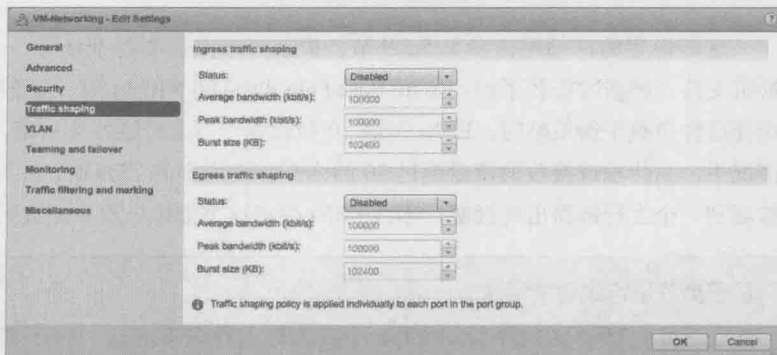 VM-Networking - Edit Settings
General
Advanced
Security
Traffic shaping
VLAN
Teaming and failover
Monitoring
Traffic filtering and marking
Miscellaneous
Ingress traffic shaping
Status:
Disabled
Average bandwidth (kbit/s):
100000
Peak bandwidth (kbit/s):
100000
Burst size (KB):
102400
Egress traffic shaping
Status:
Disabled
Average bandwidth (kbit/s):
100000
Peak bandwidth (kbit/s):
100000
Burst size (KB):
102400
Traffic shaping policy is applied individually to each port in the port group.
OK
Cancel